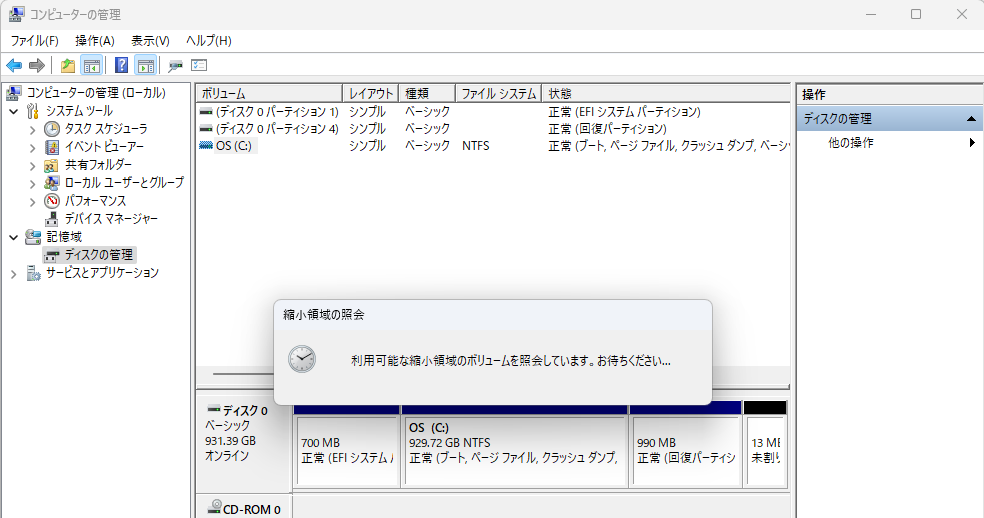 コンピューターの管理
ファイル(F) 操作(A) 表示(V) ヘルプ(H)
コンピューターの管理 (ローカル)
システム ツール
タスク スケジューラ
イベント ビューアー
共有フォルダー
ローカル ユーザーとグループ
パフォーマンス
デバイス マネージャー
記憶域
ディスクの管理
サービスとアプリケーション
ボリューム レイアウト 種類 ファイル システム 状態
(ディスク 0 パーティション 1) シンプル ベーシック 正常 (EFI システム パーティション)
(ディスク 0 パーティション 4) シンプル ベーシック 正常 (回復パーティション)
OS (C:) シンプル ベーシック NTFS 正常 (ブート, ページ ファイル, クラッシュ ダンプ, ベーシ
操作
ディスクの管理
他の操作
縮小領域の照会
利用可能な縮小領域のボリュームを照会しています。お待ちください...
ディスク 0
ベーシック
931.39 GB
オンライン
700 MB
正常 (EFI システム
OS (C:)
929.72 GB NTFS
正常 (ブート, ページ ファイル, クラッシュ ダンプ,
990 MB
正常 (回復パーティシ
13 ME
未割り
CD-ROM 0